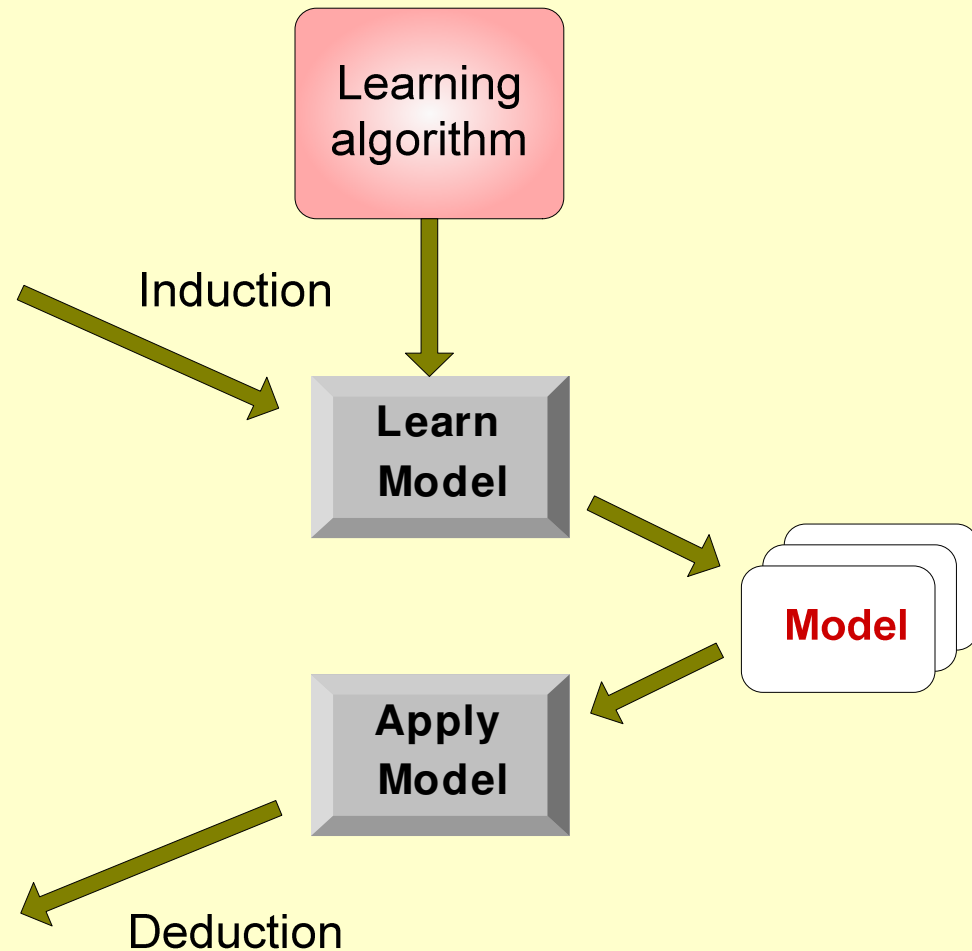 Learning
algorithm
Induction
Learn
Model
Model
Apply
Model
Deduction